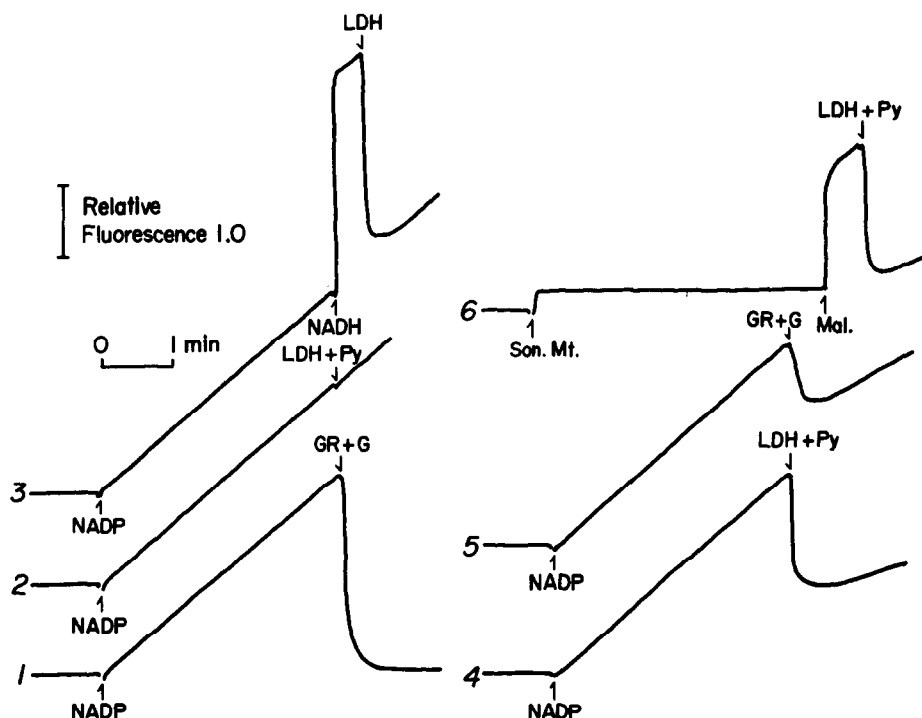 LDH
LDH + Py
Relative
Fluorescence 1.0
6
NADH
Son. Mt.
Mal.
GR+G
0 1 min
LDH+Py
GR+G
LDH+Py
3
NADP
5
NADP
2
NADP
1
NADP
4
NADP